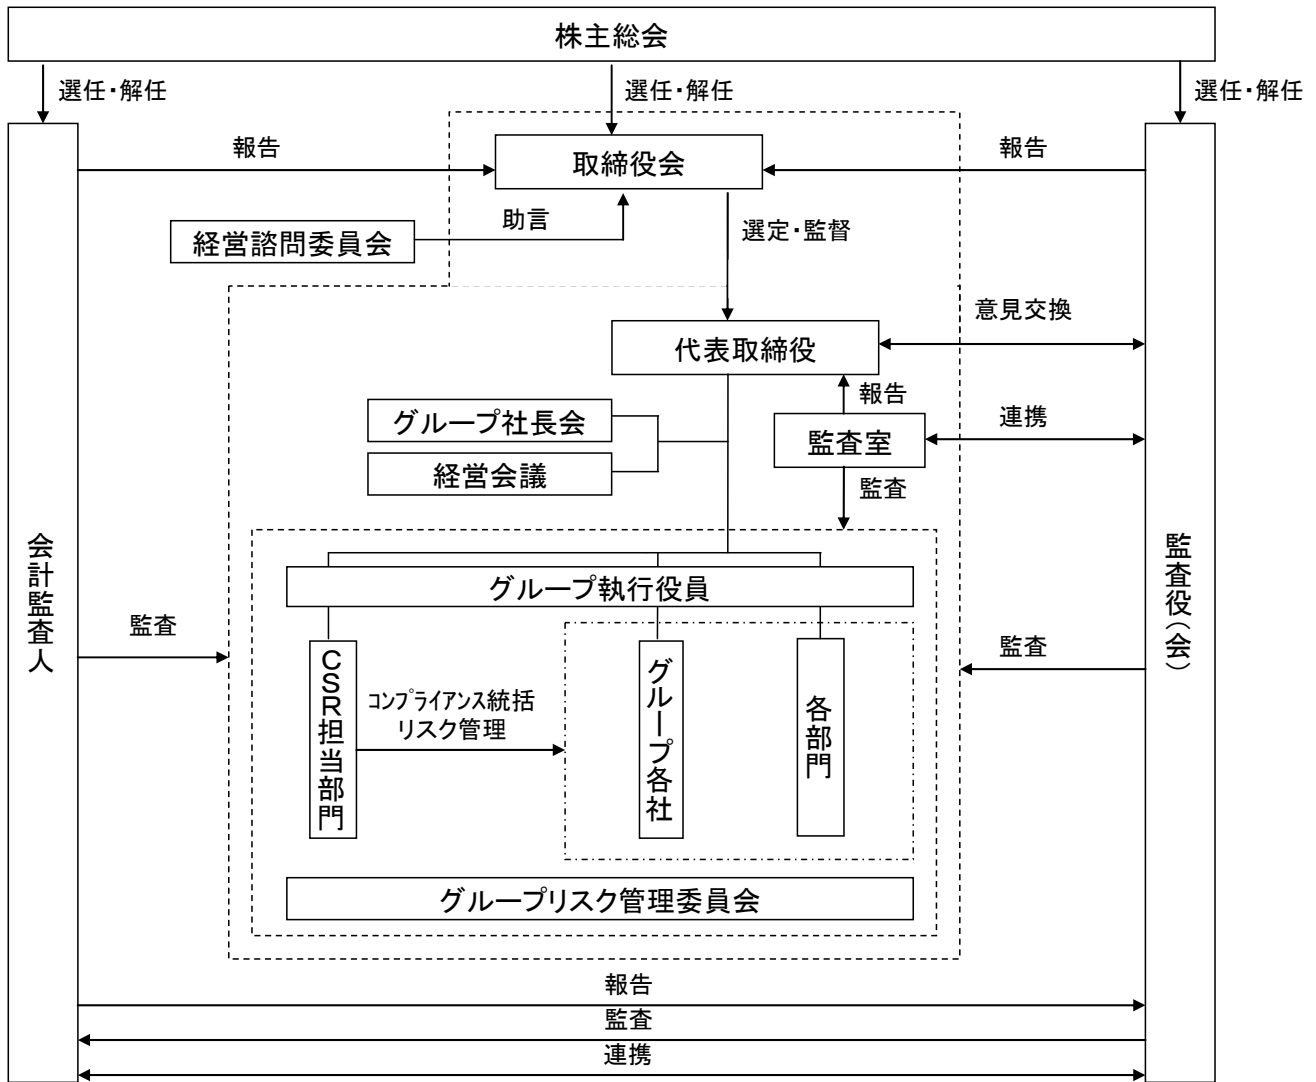 株主総会
選任・解任
選任・解任
選任・解任
報告
取締役会
報告
助言
経営諮問委員会
選定・監督
意見交換
代表取締役
報告
グループ社長会
連携
監査室
経営会議
監査
会計監査人
監査役(会)
グループ執行役員
監査
監査
CSR担当部門
コンプライアンス統括
リスク管理
グループ各社
各部門
グループリスク管理委員会
報告
監査
連携